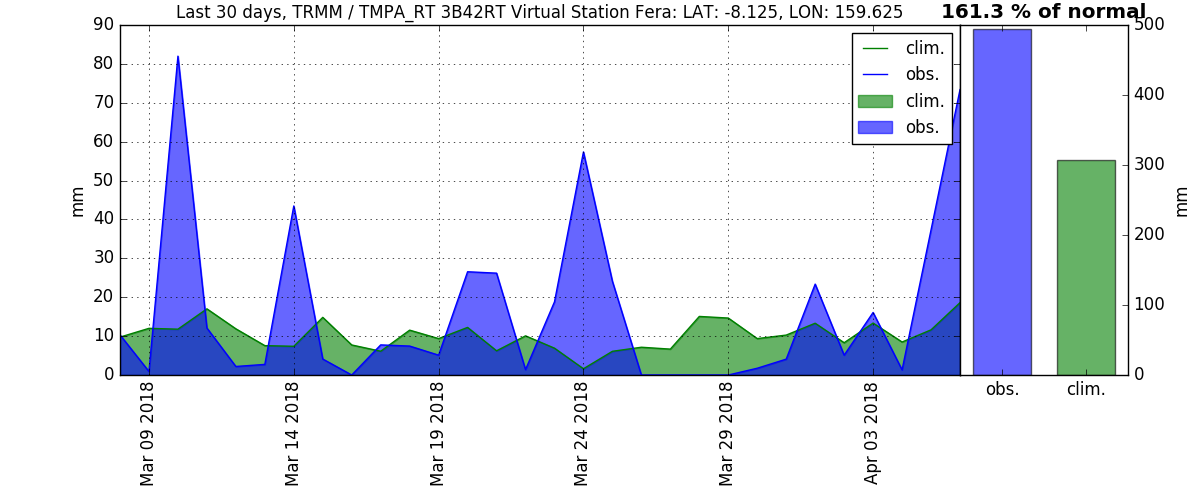 Last 30 days, TRMM / TMPA_RT 3B42RT Virtual Station Fera: LAT: -8.125, LON: 159.625
161.3 % of normal
90
80
70
60
50
40
30
20
10
0
mm
clim.
obs.
clim.
obs.
Mar 09 2018
Mar 14 2018
Mar 19 2018
Mar 24 2018
Mar 29 2018
Apr 03 2018
500
400
300
200
100
0
mm
obs.
clim.